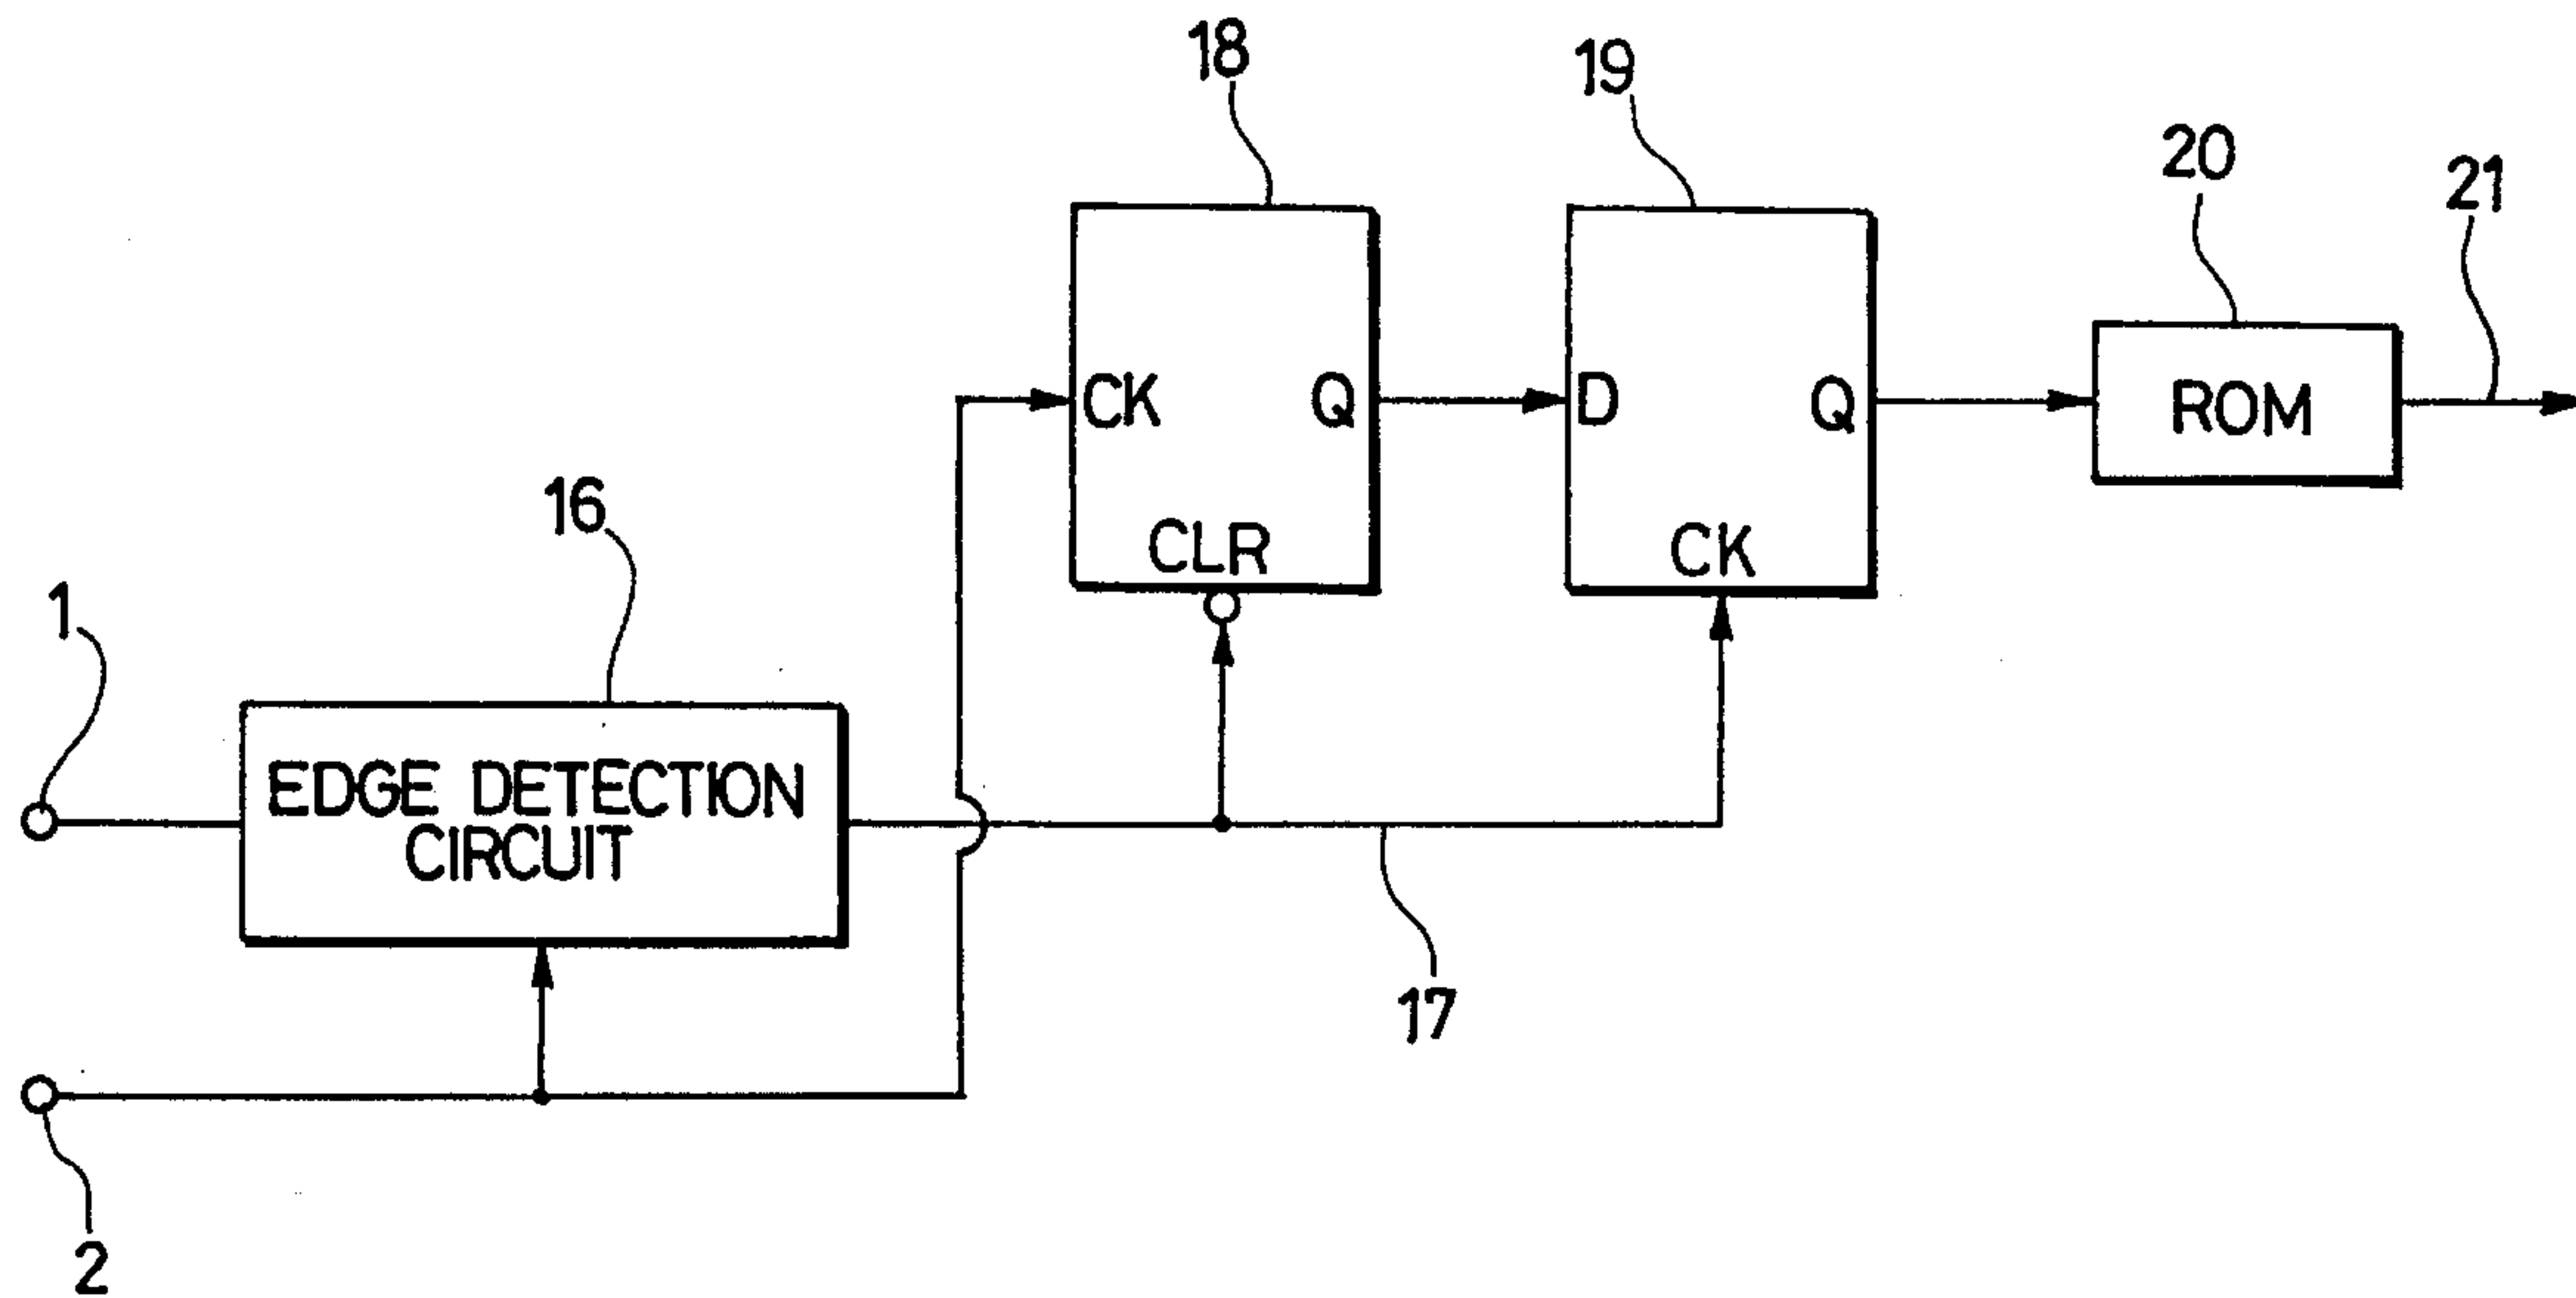 18
19
20
21
CK
Q
D
Q
ROM
CLR
CK
16
1
EDGE DETECTION
CIRCUIT
17
2